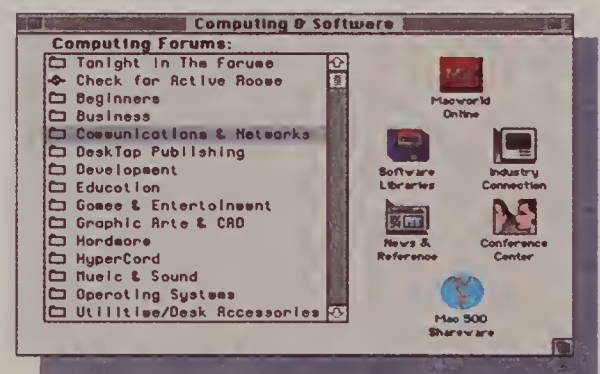 Computing & Software
Computing Forums:
Tonight In The Forums
Check for Active Rooms
Beginners
Business
Communications & Networks
DeskTop Publishing
Development
Education
Games & Entertainment
Graphic Arts & CAD
Hardware
HyperCard
Music & Sound
Operating Systems
Utilities/Desk Accessories
Macworld
Online
Software
Libraries
Industry
Connection
News &
Reference
Conference
Center
Mac 500
Shareware